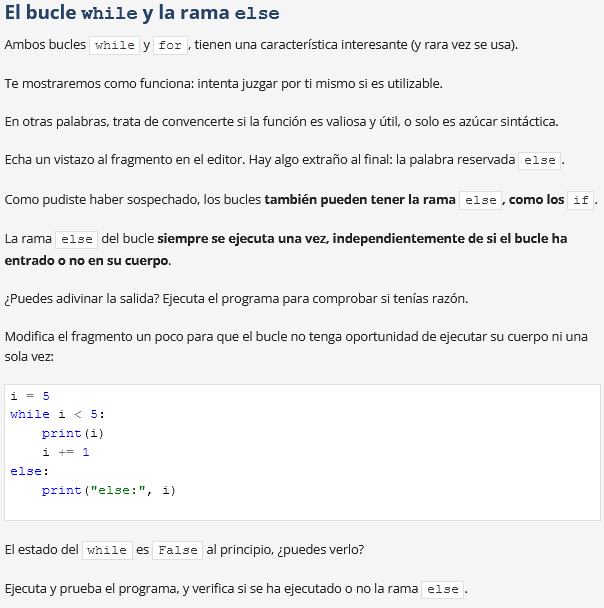 El bucle while y la rama else
Ambos bucles while y for, tienen una característica interesante (y rara vez se usa).
Te mostraremos como funciona: intenta juzgar por ti mismo si es utilizable.
En otras palabras, trata de convencerte si la función es valiosa y útil, o solo es azúcar sintáctica.
Echa un vistazo al fragmento en el editor. Hay algo extraño al final: la palabra reservada else.
Como pudiste haber sospechado, los bucles también pueden tener la rama else, como los if.
La rama else del bucle siempre se ejecuta una vez, independientemente de si el bucle ha
entrado o no en su cuerpo.
¿Puedes adivinar la salida? Ejecuta el programa para comprobar si tenías razón.
Modifica el fragmento un poco para que el bucle no tenga oportunidad de ejecutar su cuerpo ni una
sola vez:
i = 5
while i < 5:
    print(i)
    i += 1
else:
    print("else:", i)
El estado del while es False al principio, ¿puedes verlo?
Ejecuta y prueba el programa, y verifica si se ha ejecutado o no la rama else.